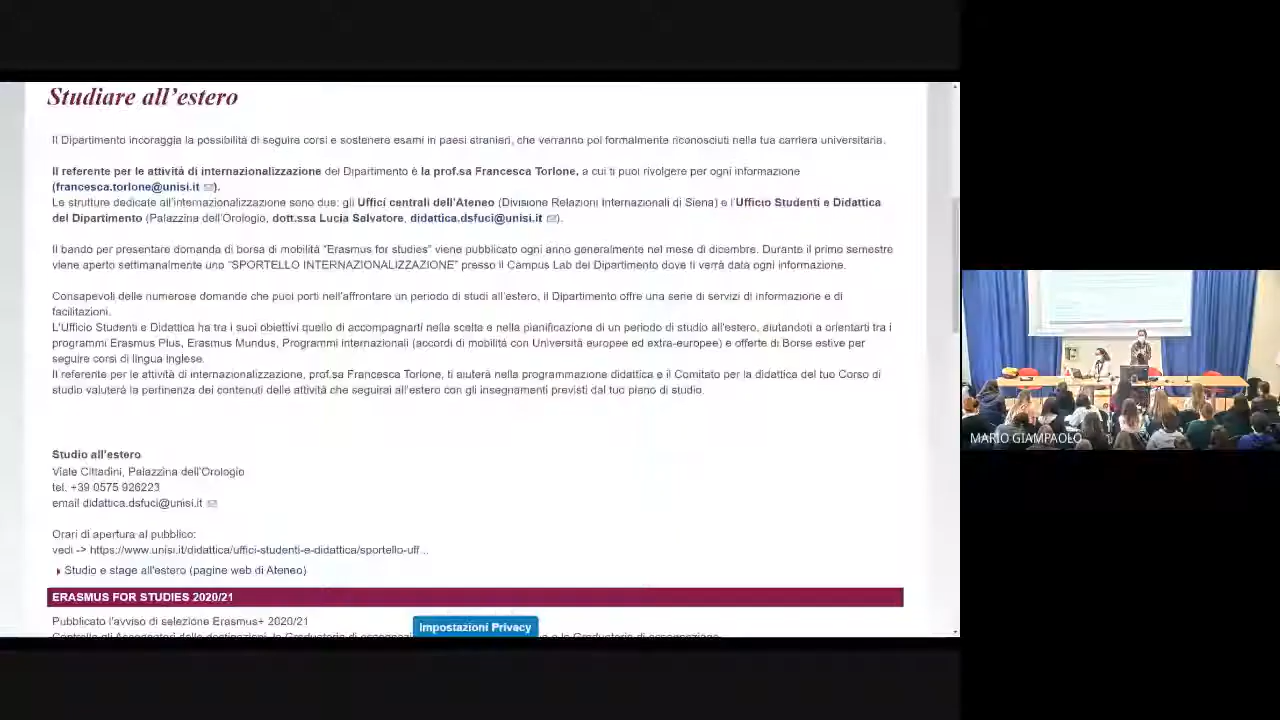 Studiare all'estero
Il Dipartimento incoraggia la possibilità di seguire corsi e sostenere esami in paesi stranieri, che verranno poi formalmente riconosciuti nella tua carriera universitaria.
Il referente per le attività di internazionalizzazione del Dipartimento è la prof.sa Francesca Torlone, a cui ti puoi rivolgere per ogni informazione
(francesca.torlone@unisi.it).
Le strutture dedicate all'internazionalizzazione sono due: gli Uffici centrali dell'Ateneo (Divisione Relazioni Internazionali di Siena) e l'Ufficio Studenti e Didattica
del Dipartimento (Palazzina dell'Orologio, dott.ssa Lucia Salvatore, didattica.dsfuci@unisi.it).
Il bando per presentare domanda di borsa di mobilità "Erasmus for studies" viene pubblicato ogni anno generalmente nel mese di dicembre. Durante il primo semestre
viene aperto settimanalmente uno "SPORTELLO INTERNAZIONALIZZAZIONE" presso il Campus Lab del Dipartimento dove ti verrà data ogni informazione.
Consapevoli delle numerose domande che puoi porti nell'affrontare un periodo di studi all'estero, il Dipartimento offre una serie di servizi di informazione e di
facilitazioni.
L'Ufficio Studenti e Didattica ha tra i suoi obiettivi quello di accompagnarti nella scelta e nella pianificazione di un periodo di studio all'estero, aiutandoti a orientarti tra i
programmi Erasmus Plus, Erasmus Mundus, Programmi internazionali (accordi di mobilità con Università europee ed extra-europee) e offerte di Borse estive per
seguire corsi di lingua inglese.
Il referente per le attività di internazionalizzazione, prof.sa Francesca Torlone, ti aiuterà nella programmazione didattica e il Comitato per la didattica del tuo Corso di
studio valuterà la pertinenza dei contenuti delle attività che seguirai all'estero con gli insegnamenti previsti dal tuo piano di studio.
Studio all'estero
Viale Cittadini, Palazzina dell'Orologio
tel. +39 0575 926223
email didattica.dsfuci@unisi.it
Orari di apertura al pubblico:
vedi -> https://www.unisi.it/didattica/uffici-studenti-e-didattica/sportello-uff...
Studio e stage all'estero (pagine web di Ateneo)
ERASMUS FOR STUDIES 2020/21
Pubblicato l'avviso di selezione Erasmus+ 2020/21
Impostazioni Privacy
MARIO GIAMPAOLO